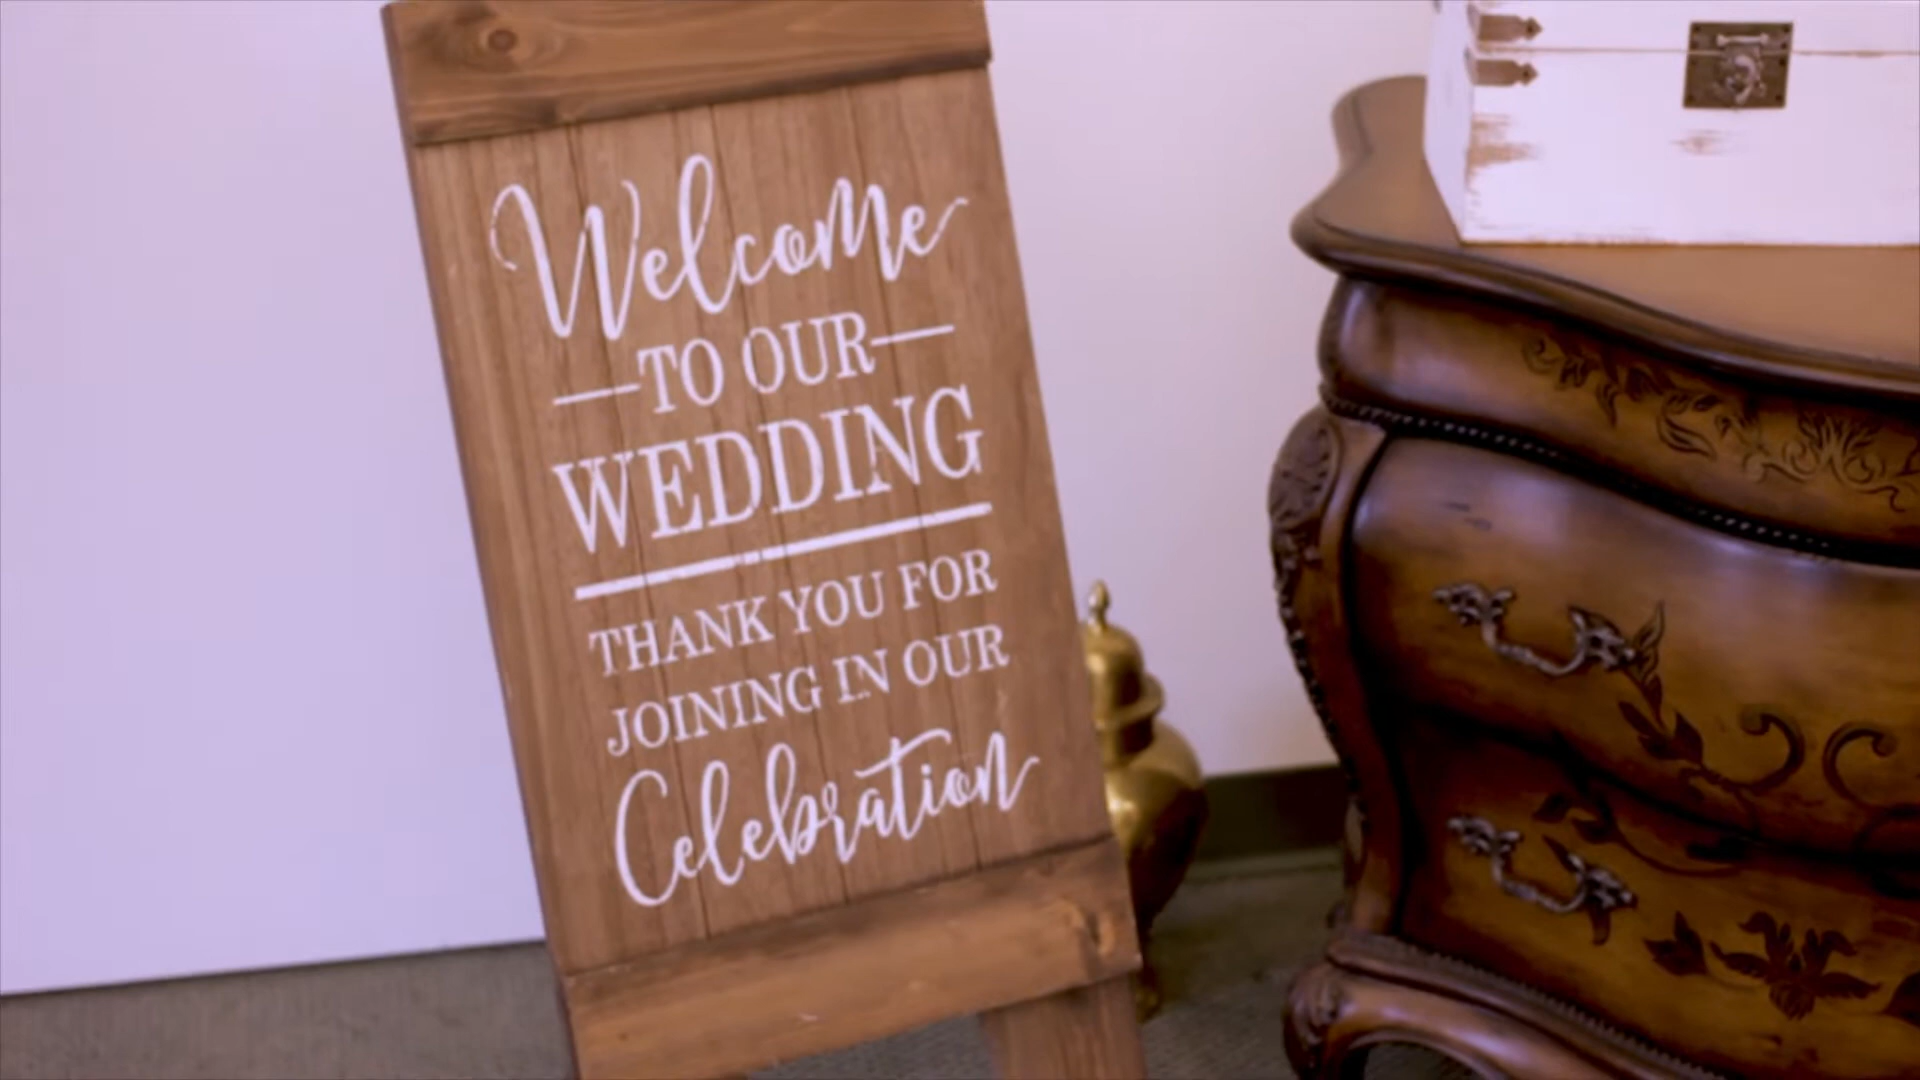 Welcome
TO OUR
WEDDING
THANK YOU FOR
JOINING IN OUR
Celebration